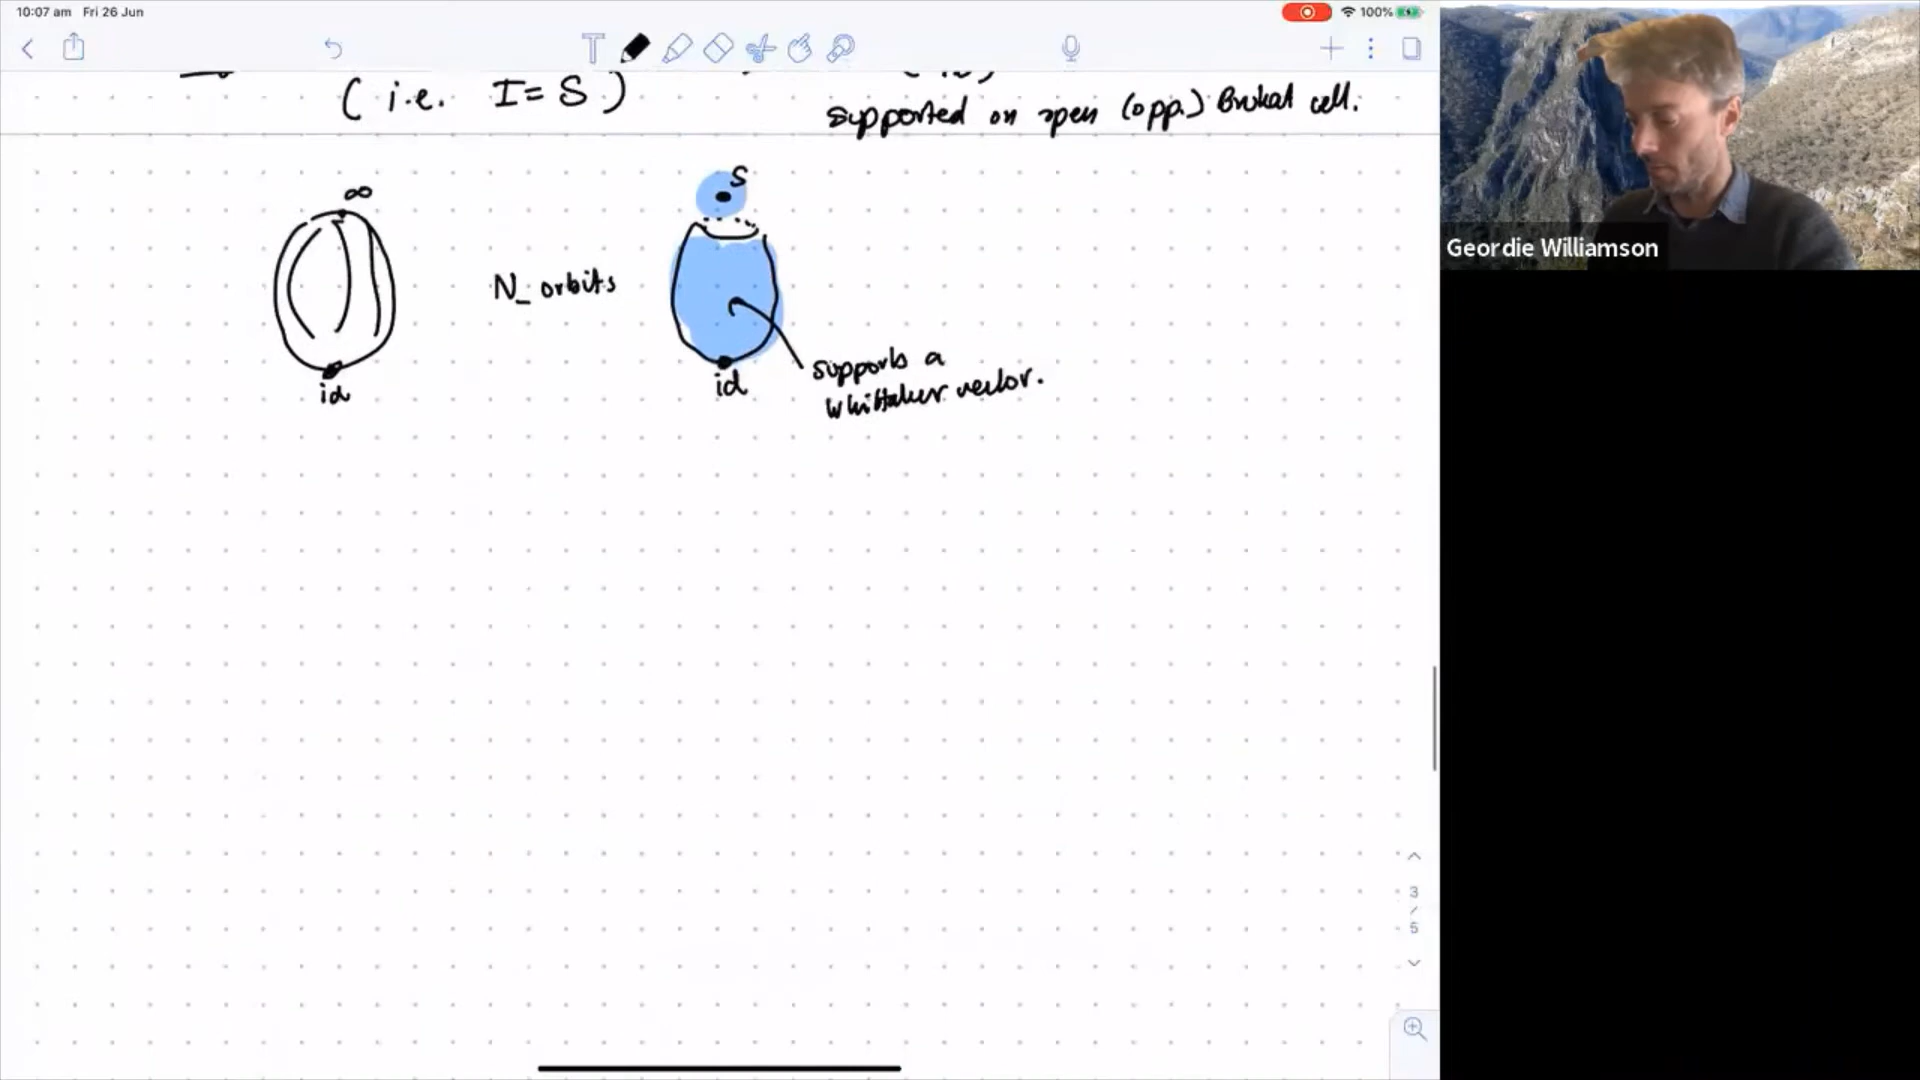 10:07 am Fri 26 Jun
100%
(i.e. I = S)
supported on open (opp.) Bruhat cell.
∞
s
N_ orbits
id
id
supports a
Whittaker vector.
Geordie Williamson
3
/
5